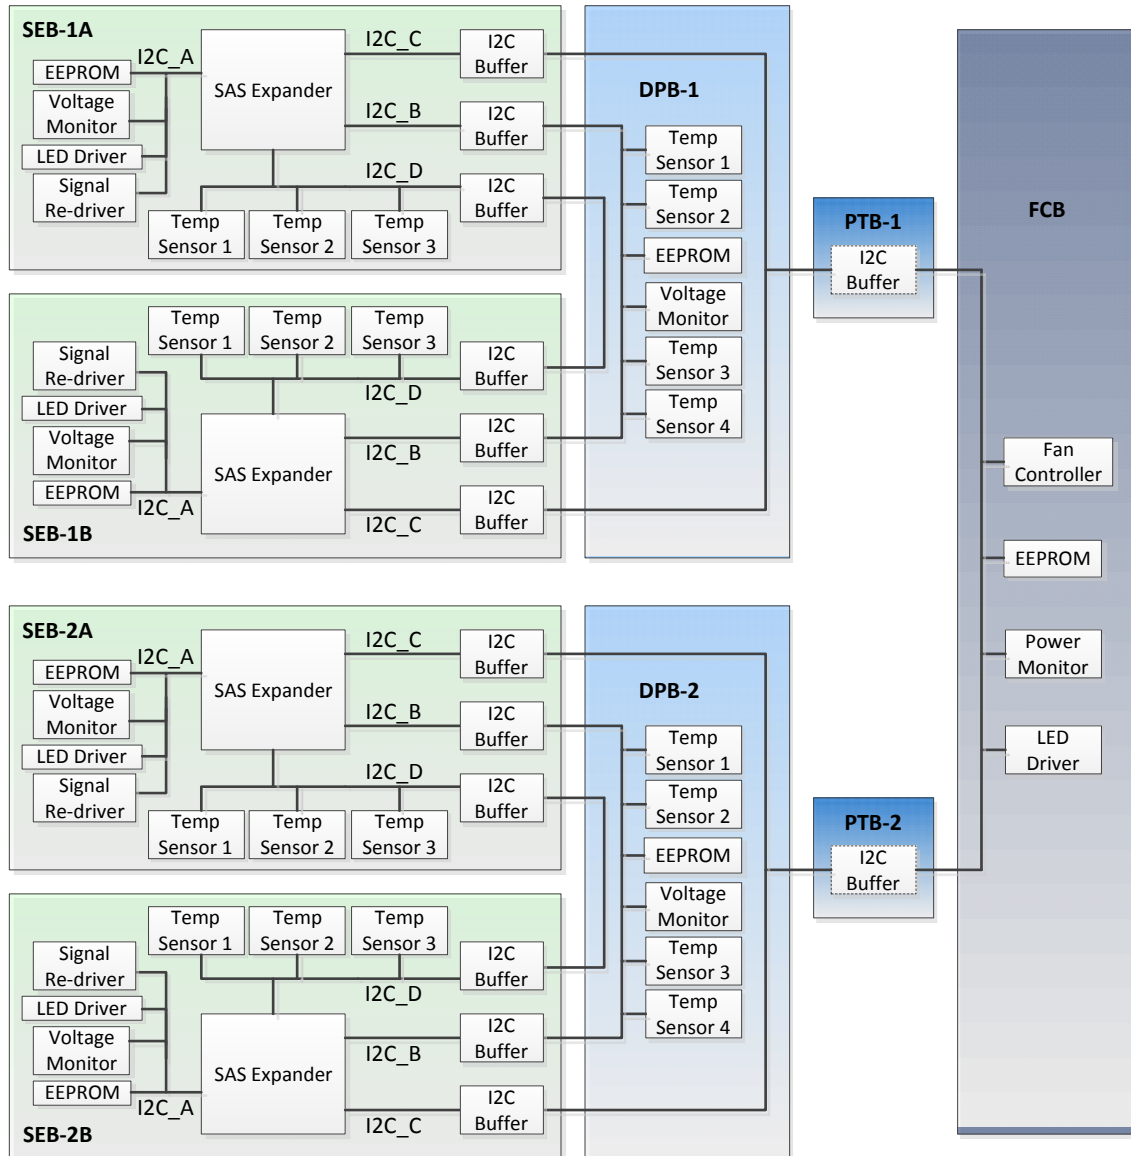 SEB-1A
I2C_A
EEPROM
Voltage
Monitor
LED Driver
Signal
Re-driver
SAS Expander
I2C_C
I2C_B
I2C_D
I2C
Buffer
I2C
Buffer
I2C
Buffer
Temp
Sensor 1
Temp
Sensor 2
Temp
Sensor 3
Temp
Sensor 1
Temp
Sensor 2
Temp
Sensor 3
Signal
Re-driver
LED Driver
Voltage
Monitor
EEPROM
I2C_A
SEB-1B
SAS Expander
I2C_D
I2C_B
I2C_C
I2C
Buffer
I2C
Buffer
I2C
Buffer
DPB-1
Temp
Sensor 1
Temp
Sensor 2
EEPROM
Voltage
Monitor
Temp
Sensor 3
Temp
Sensor 4
PTB-1
I2C
Buffer
FCB
Fan
Controller
EEPROM
Power
Monitor
LED
Driver
SEB-2A
I2C_A
EEPROM
Voltage
Monitor
LED Driver
Signal
Re-driver
SAS Expander
I2C_C
I2C_B
I2C_D
I2C
Buffer
I2C
Buffer
I2C
Buffer
Temp
Sensor 1
Temp
Sensor 2
Temp
Sensor 3
Temp
Sensor 1
Temp
Sensor 2
Temp
Sensor 3
Signal
Re-driver
LED Driver
Voltage
Monitor
EEPROM
I2C_A
SEB-2B
SAS Expander
I2C_D
I2C_B
I2C_C
I2C
Buffer
I2C
Buffer
I2C
Buffer
DPB-2
Temp
Sensor 1
Temp
Sensor 2
EEPROM
Voltage
Monitor
Temp
Sensor 3
Temp
Sensor 4
PTB-2
I2C
Buffer